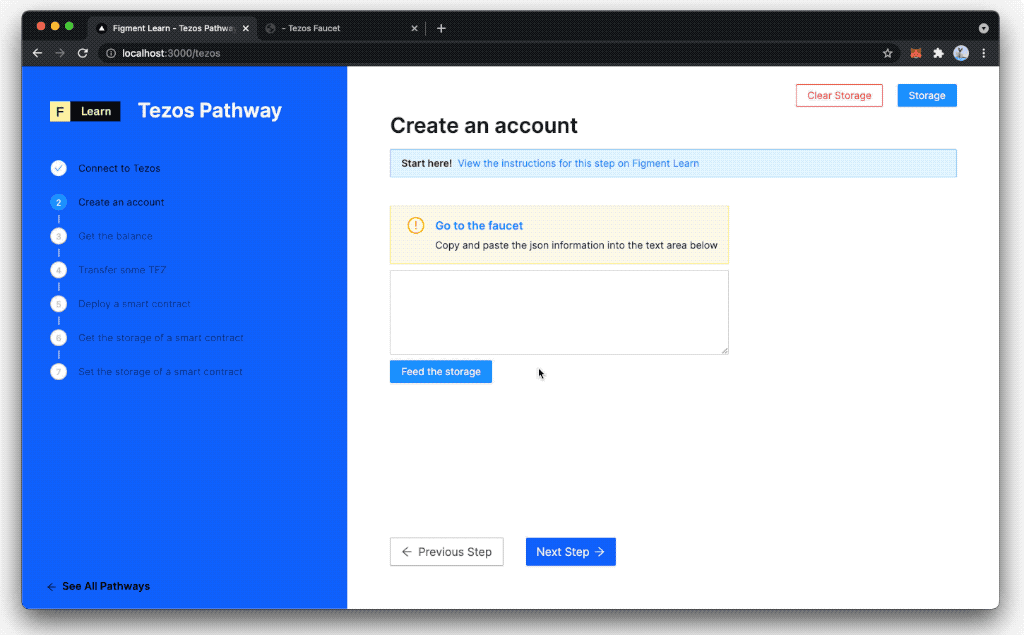 Figment Learn - Tezos Pathway
- Tezos Faucet
localhost:3000/tezos
F Learn
Tezos Pathway
Connect to Tezos
2 Create an account
3 Get the balance
4 Transfer some TEZ
5 Deploy a smart contract
6 Get the storage of a smart contract
7 Set the storage of a smart contract
See All Pathways
Clear Storage
Storage
Create an account
Start here! View the instructions for this step on Figment Learn
Go to the faucet
Copy and paste the json information into the text area below
Feed the storage
Previous Step
Next Step